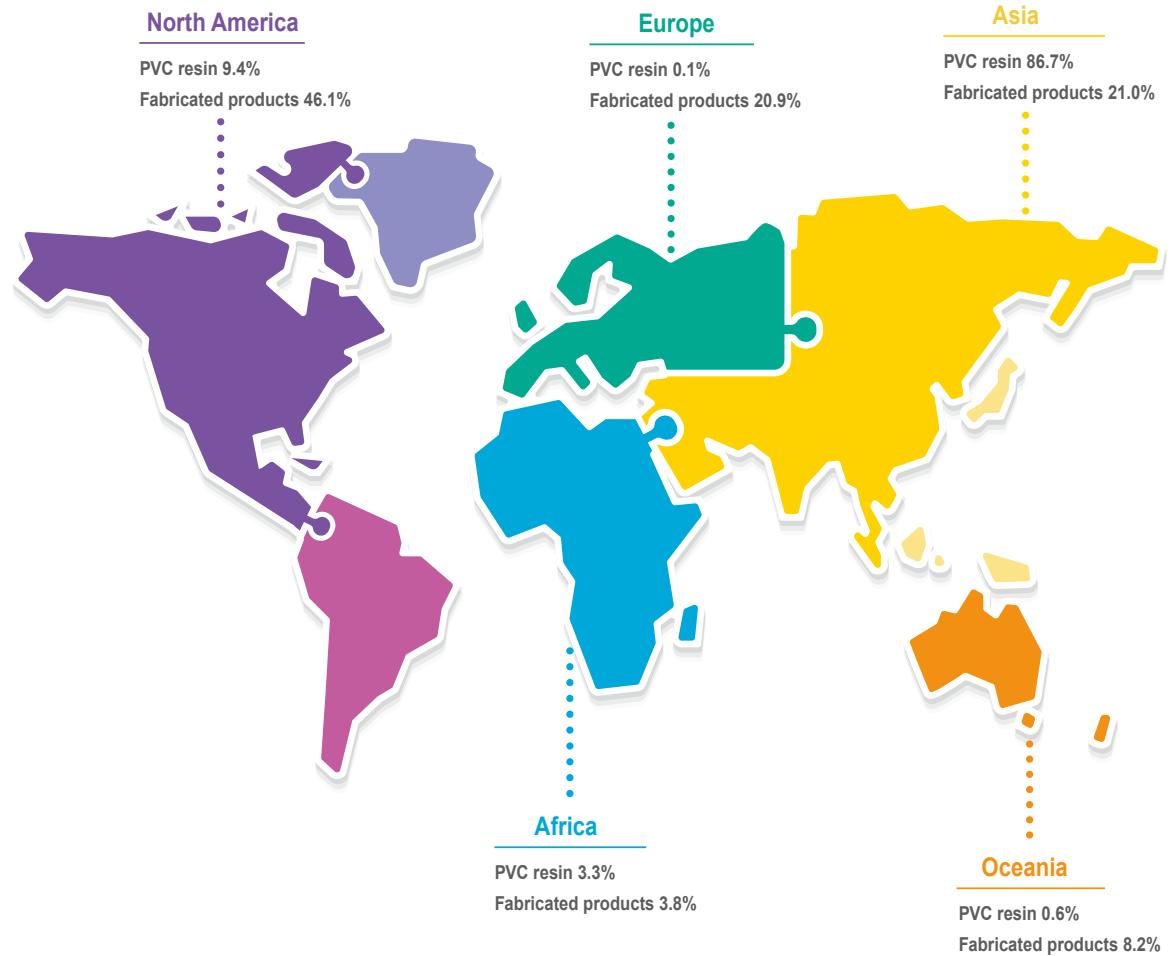 North America
PVC resin 9.4%
Fabricated products 46.1%
Europe
PVC resin 0.1%
Fabricated products 20.9%
Asia
PVC resin 86.7%
Fabricated products 21.0%
Africa
PVC resin 3.3%
Fabricated products 3.8%
Oceania
PVC resin 0.6%
Fabricated products 8.2%